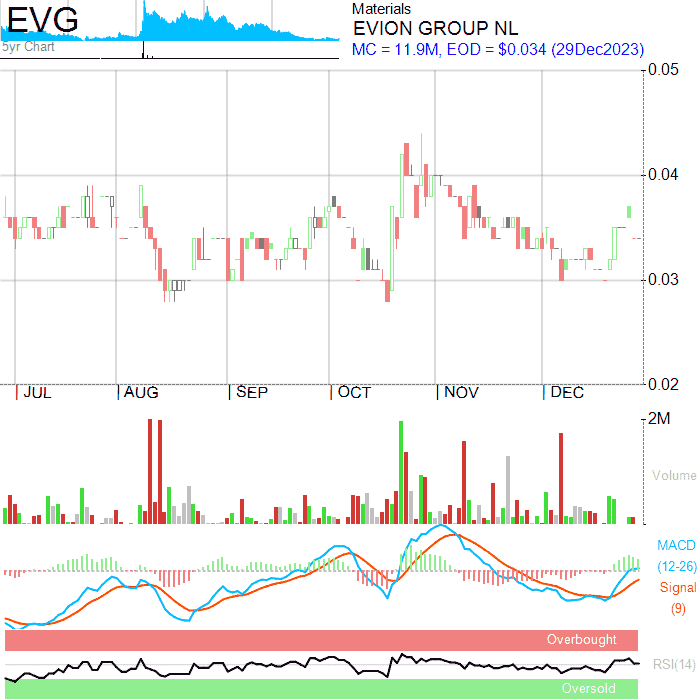 EVG
5yr Chart
Materials
EVION GROUP NL
MC = 11.9M, EOD = $0.034 (29Dec2023)
0.05
0.04
0.03
0.02
JUL AUG SEP OCT NOV DEC
2M
Volume
MACD
(12-26)
Signal
(9)
Overbought
RSI(14)
Oversold